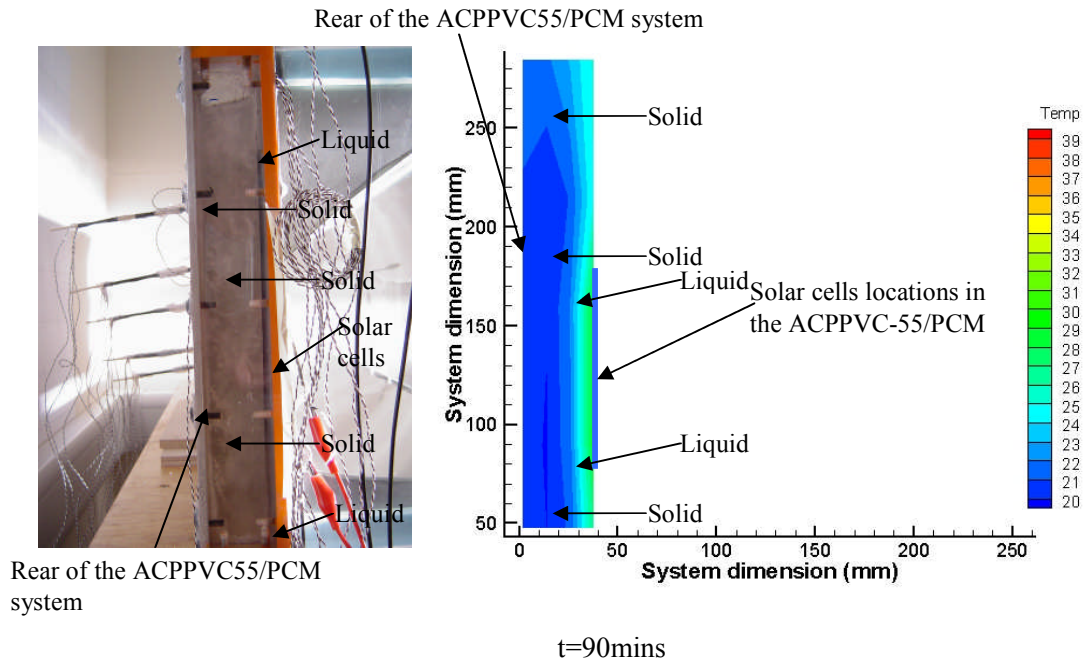 Rear of the ACPPVC55/PCM system
Liquid
Solid
Solid
Solar
cells
Solid
Liquid
Rear of the ACPPVC55/PCM
system
Solid
Solid
Liquid
Solar cells locations in
the ACPPVC-55/PCM
Liquid
Solid
System dimension (mm)
250
200
150
100
50
0 50 100 150 200 250
System dimension (mm)
Temp
39
38
37
36
35
34
33
32
31
30
29
28
27
26
25
24
23
22
21
20
t=90mins